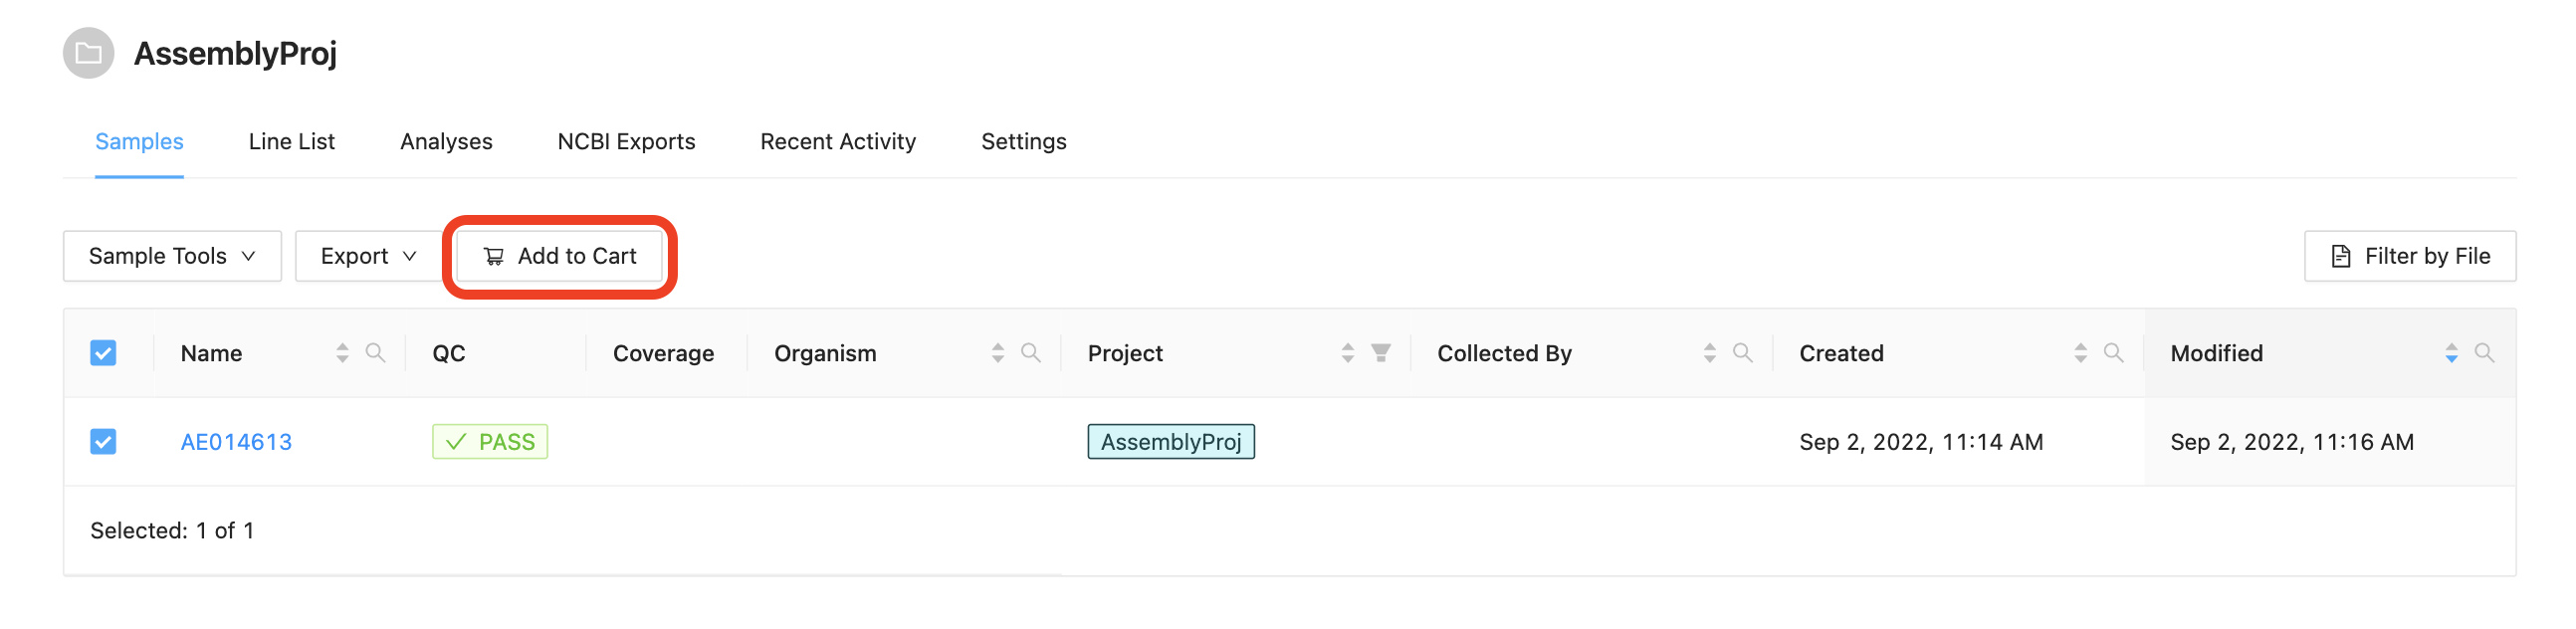 AssemblyProj
Samples Line List Analyses NCBI Exports Recent Activity Settings
Sample Tools Export Add to Cart Filter by File
Name QC Coverage Organism Project Collected By Created Modified
AE014613 PASS AssemblyProj Sep 2, 2022, 11:14 AM Sep 2, 2022, 11:16 AM
Selected: 1 of 1